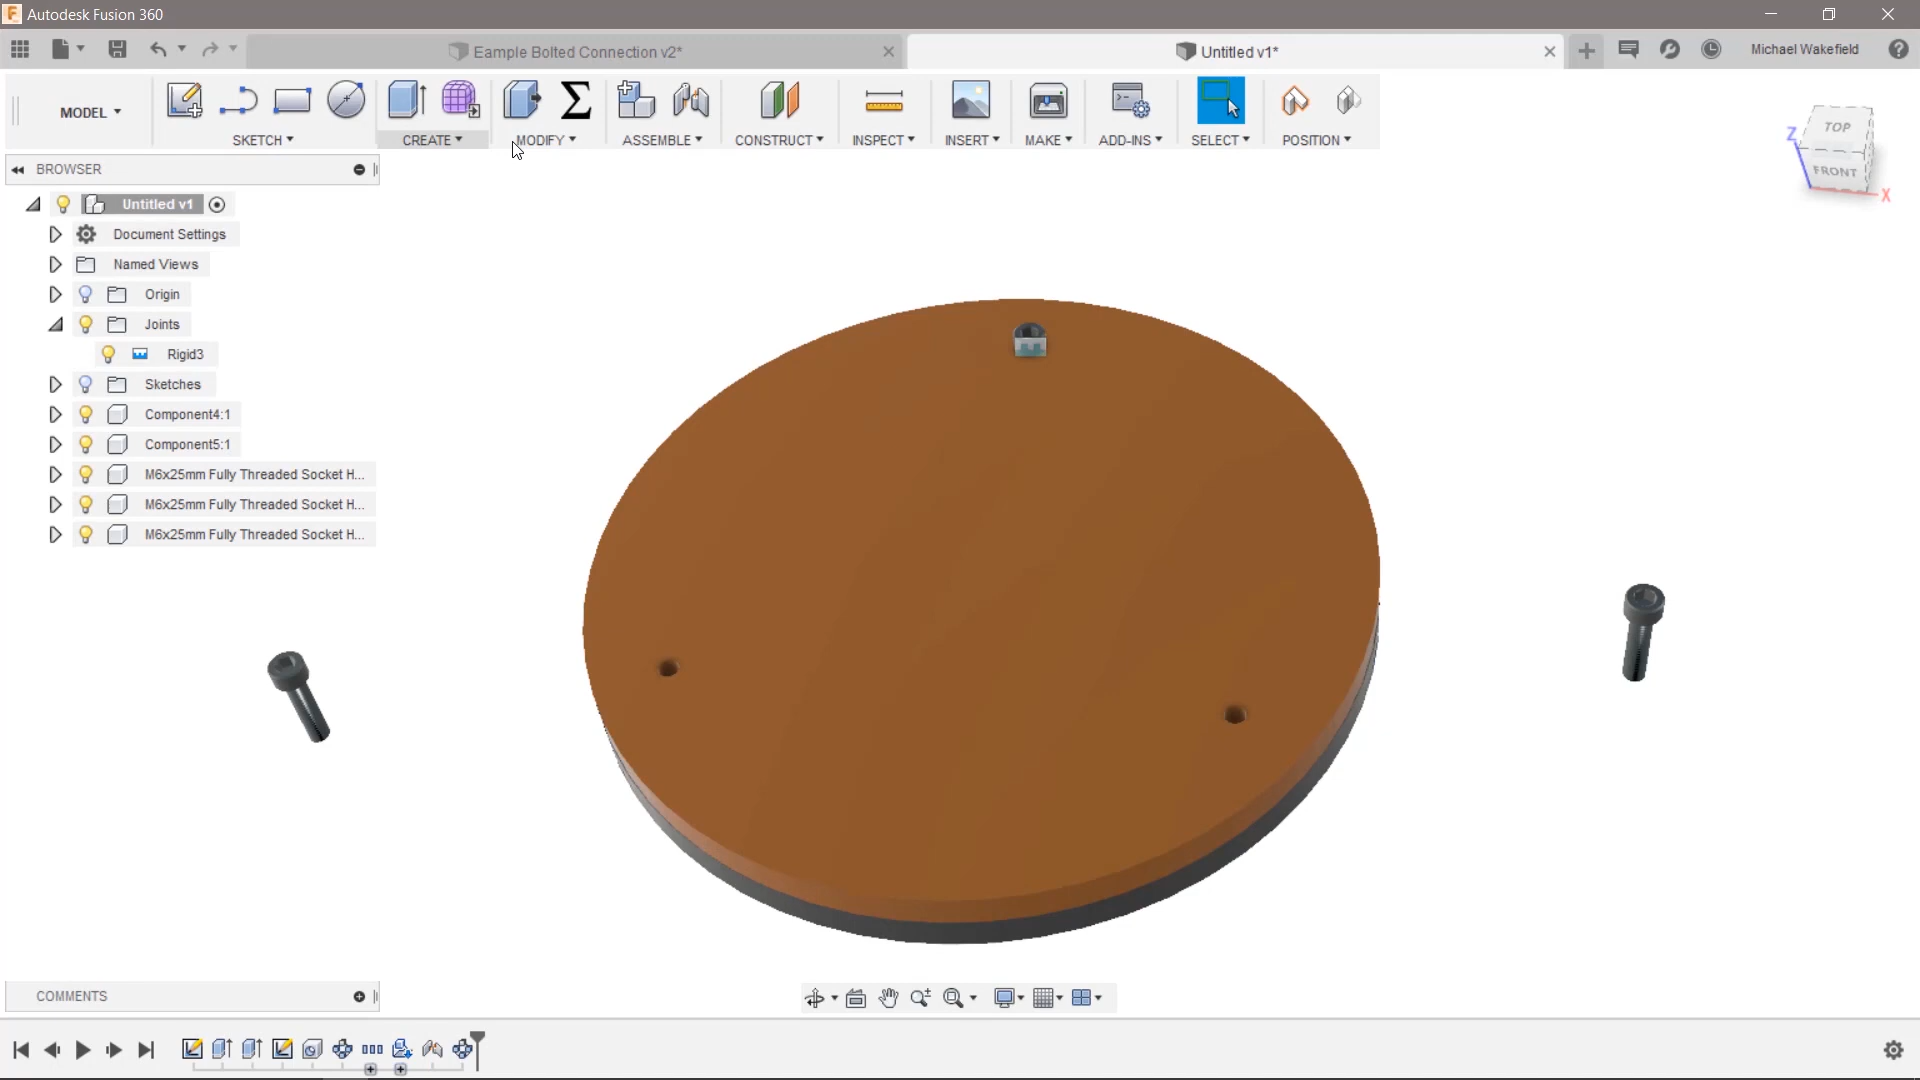 Autodesk Fusion 360
Eample Bolted Connection v2*
Untitled v1*
Michael Wakefield
MODEL
SKETCH
CREATE
MODIFY
ASSEMBLE
CONSTRUCT
INSPECT
INSERT
MAKE
ADD-INS
SELECT
POSITION
BROWSER
Untitled v1
Document Settings
Named Views
Origin
Joints
Rigid3
Sketches
Component4:1
Component5:1
M6x25mm Fully Threaded Socket H...
M6x25mm Fully Threaded Socket H...
M6x25mm Fully Threaded Socket H...
TOP
Z
FRONT
X
COMMENTS